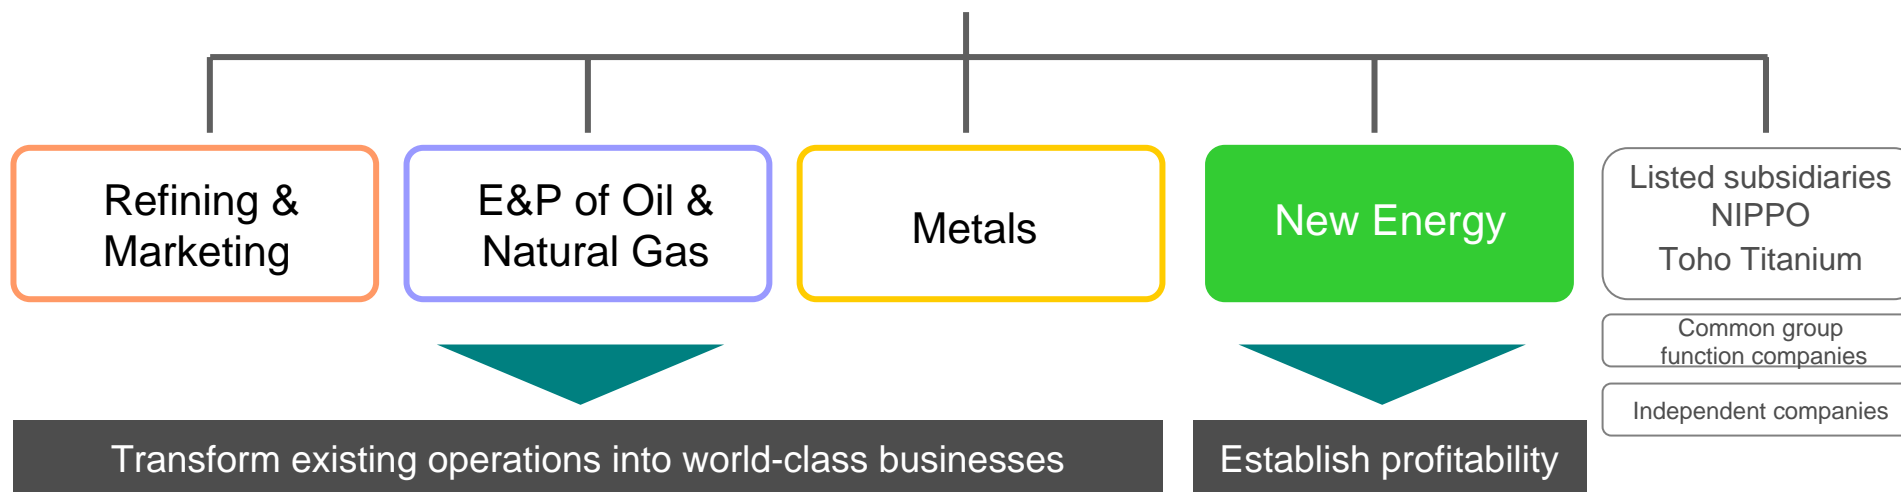 Refining &
Marketing
E&P of Oil &
Natural Gas
Metals
New Energy
Listed subsidiaries
NIPPO
Toho Titanium
Common group
function companies
Independent companies
Transform existing operations into world-class businesses
Establish profitability